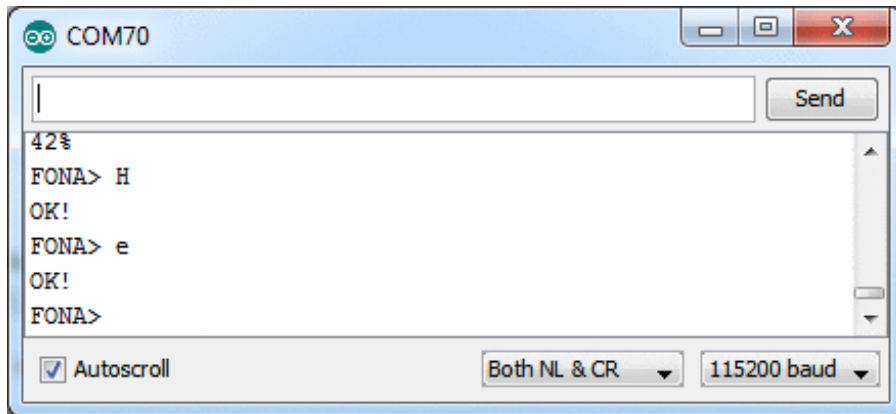 COM70
Send
42%
FONA> H
OK!
FONA> e
OK!
FONA>
Autoscroll
Both NL & CR
115200 baud